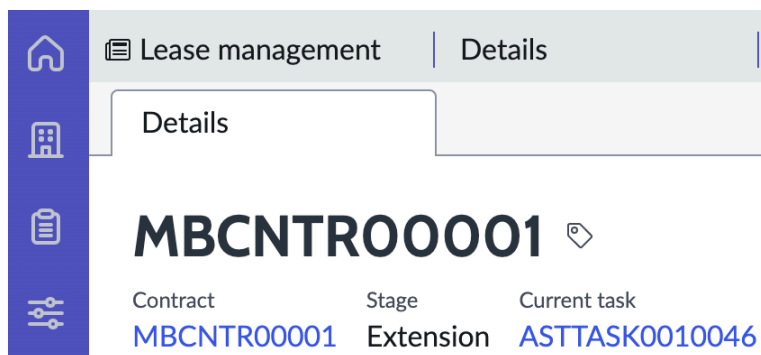 Lease management Details
Details
MBCNTR00001
Contract Stage Current task
MBCNTR00001 Extension ASTTASK0010046